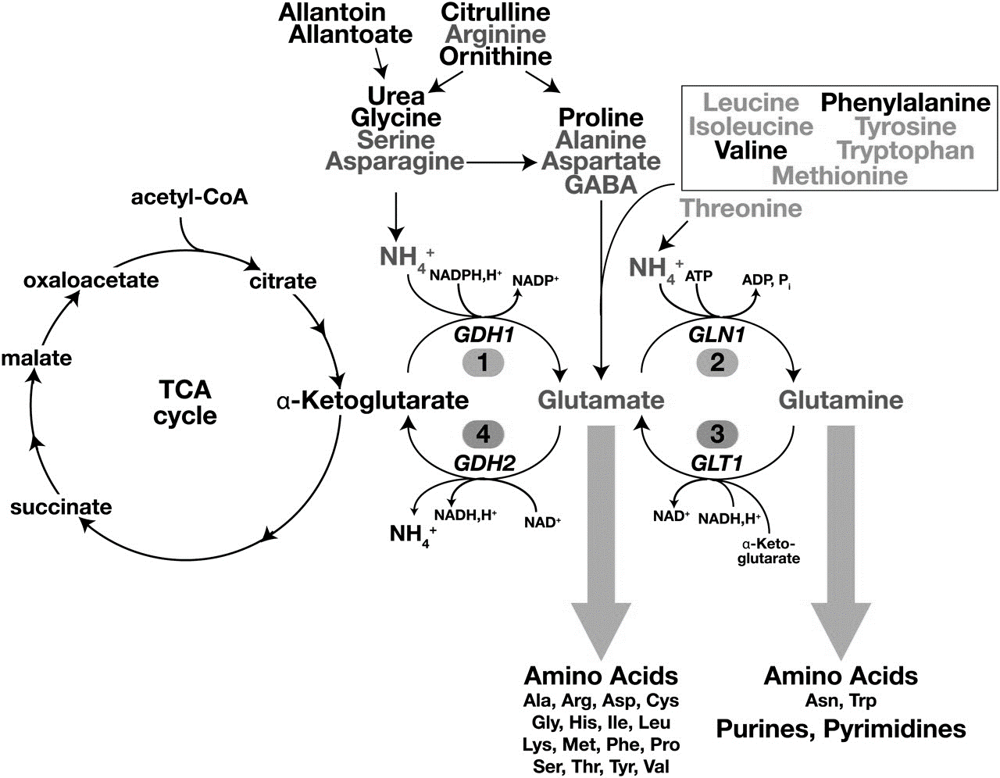 Allantoin
Allantoate
Citrulline
Arginine
Ornithine
Urea
Glycine
Serine
Asparagine
Proline
Alanine
Aspartate
GABA
Leucine Phenylalanine
Isoleucine Tyrosine
Valine Tryptophan
Methionine
Threonine
acetyl-CoA
oxaloacetate
citrate
malate
succinate
TCA
cycle
NH₄⁺
NADPH,H⁺
NADP⁺
GDH1
1
NH₄⁺
ATP
ADP, Pᵢ
GLN1
2
α-Ketoglutarate
Glutamate
Glutamine
4
GDH2
NH₄⁺
NADH,H⁺
NAD⁺
3
GLT1
NAD⁺
NADH,H⁺
α-Keto-
glutarate
Amino Acids
Ala, Arg, Asp, Cys
Gly, His, Ile, Leu
Lys, Met, Phe, Pro
Ser, Thr, Tyr, Val
Amino Acids
Asn, Trp
Purines, Pyrimidines